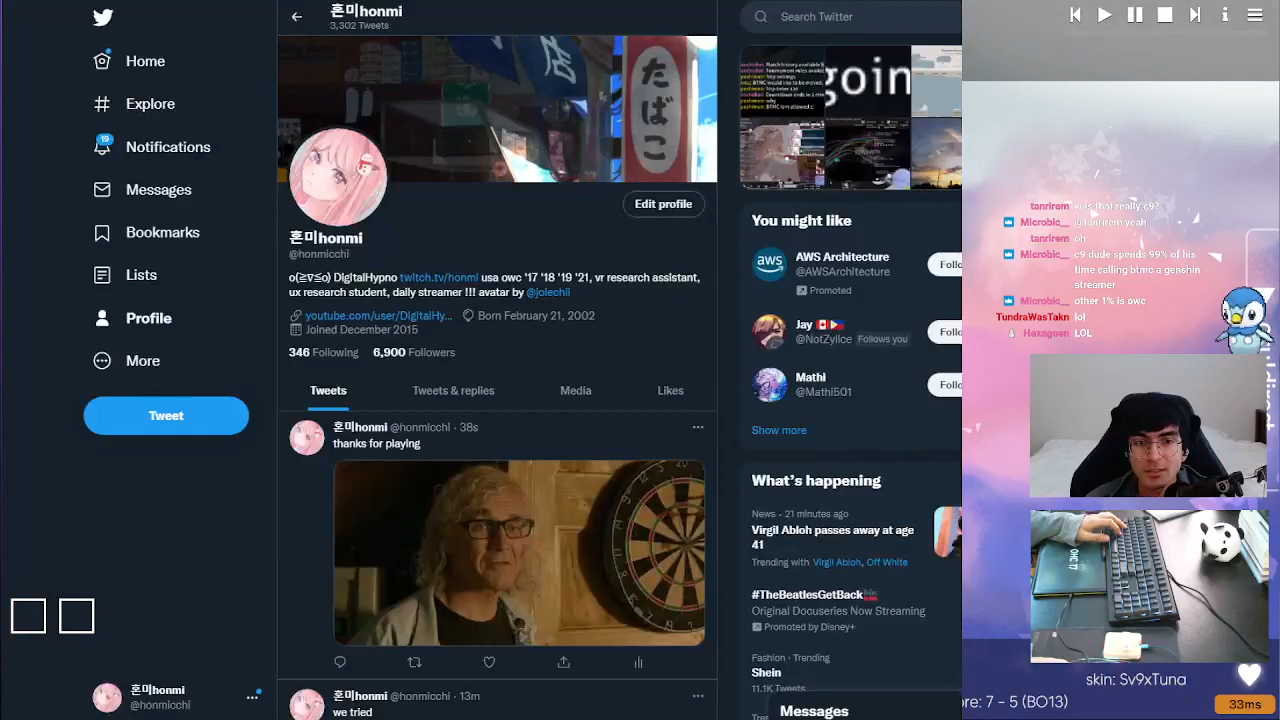 Home
Explore
19
Notifications
Messages
Bookmarks
Lists
Profile
More
Tweet
혼미honmi
@honmicchi
혼미honmi
3,302 Tweets
たばこ
店
Edit profile
혼미honmi
@honmicchi
o(≧▽≦)o DigitalHypno twitch.tv/honmi usa owc '17 '18 '19 '21, vr research assistant,
ux research student, daily streamer !!! avatar by @joiechii
youtube.com/user/DigitalHy... Born February 21, 2002
Joined December 2015
346 Following 6,900 Followers
Tweets Tweets & replies Media Likes
혼미honmi @honmicchi · 38s
thanks for playing
혼미honmi @honmicchi · 13m
we tried
Search Twitter
goin
You might like
AWS Architecture
@AWSArchitecture
Promoted
Follo
Jay
@NotZyIce Follows you
Follo
Mathi
@Mathi501
Follo
Show more
What's happening
News · 21 minutes ago
Virgil Abloh passes away at age
41
Trending with Virgil Abloh, Off White
#TheBeatlesGetBack
Original Docuseries Now Streaming
Promoted by Disney+
Fashion · Trending
Shein
11.1K Tweets
Messages
tanrirem was that really c9?
Microbic__ @tanrirem yeah
tanrirem oh
Microbic__ c9 dude spends 99% of his
time calling btmc a genshin
streamer
Microbic__ other 1% is owc
TundraWasTakn lol
Hexagoen LOL
OWC 17
skin: Sv9xTuna
ore: 7 - 5 (BO13)
33ms